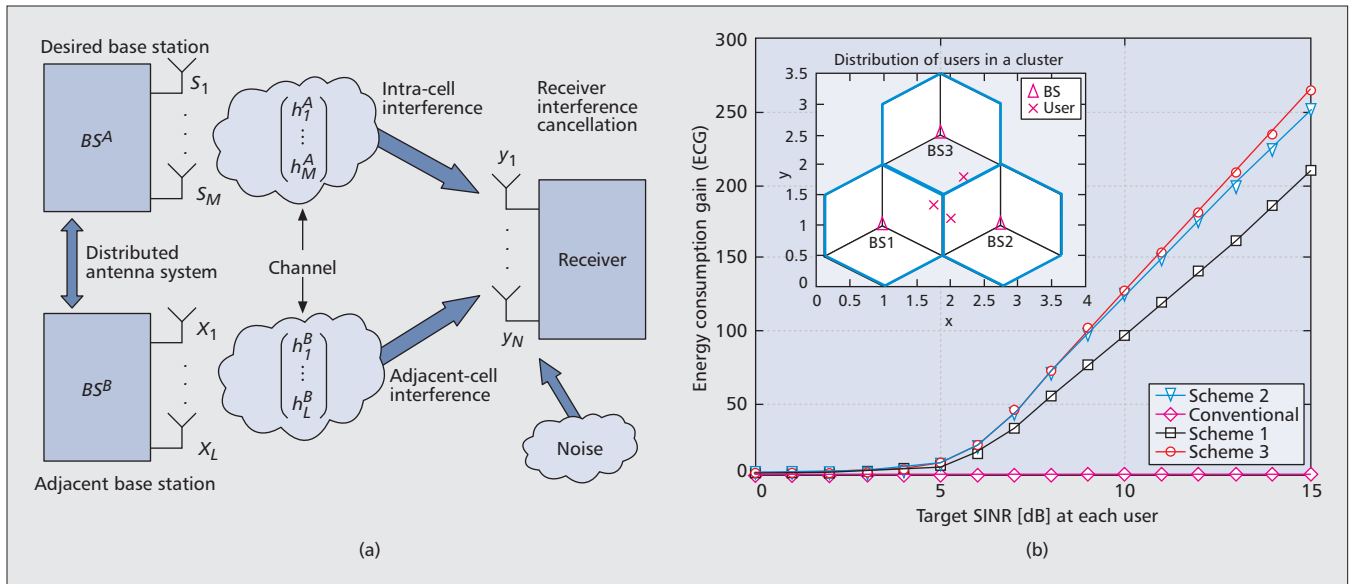 Desired base station
S1
BS^A
SM
Distributed
antenna system
BS^B
X1
XL
Adjacent base station
h1^A
hM^A
Channel
h1^B
hL^B
Intra-cell
interference
Adjacent-cell
interference
Receiver
interference
cancellation
y1
yN
Receiver
Noise
(a)
Energy consumption gain (ECG)
300
250
200
150
100
50
0
0
5
10
15
Target SINR [dB] at each user
Distribution of users in a cluster
y
3.5
3
2.5
2
1.5
1
0.5
0
0
0.5
1
1.5
2
2.5
3
3.5
4
x
BS
User
BS3
BS1
BS2
Scheme 2
Conventional
Scheme 1
Scheme 3
(b)